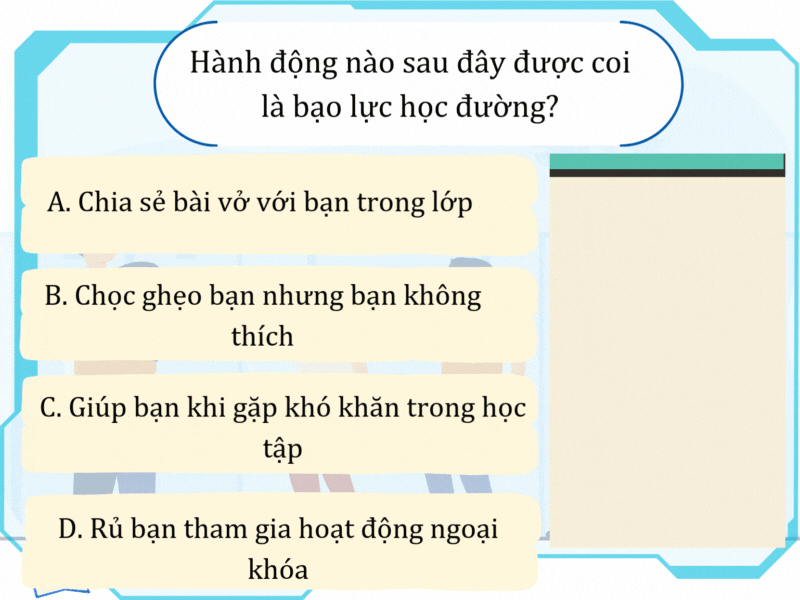 Hành động nào sau đây được coi
là bạo lực học đường?
A. Chia sẻ bài vở với bạn trong lớp
B. Chọc ghẹo bạn nhưng bạn không
thích
C. Giúp bạn khi gặp khó khăn trong học
tập
D. Rủ bạn tham gia hoạt động ngoại
khóa